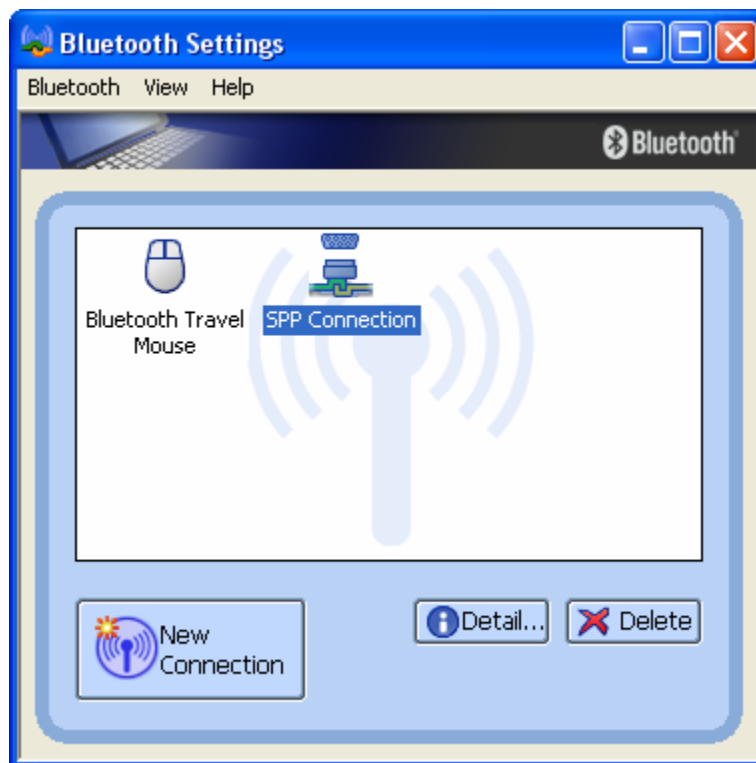 Bluetooth Settings
Bluetooth View Help
Bluetooth
Bluetooth Travel
Mouse
SPP Connection
New
Connection
Detail...
Delete